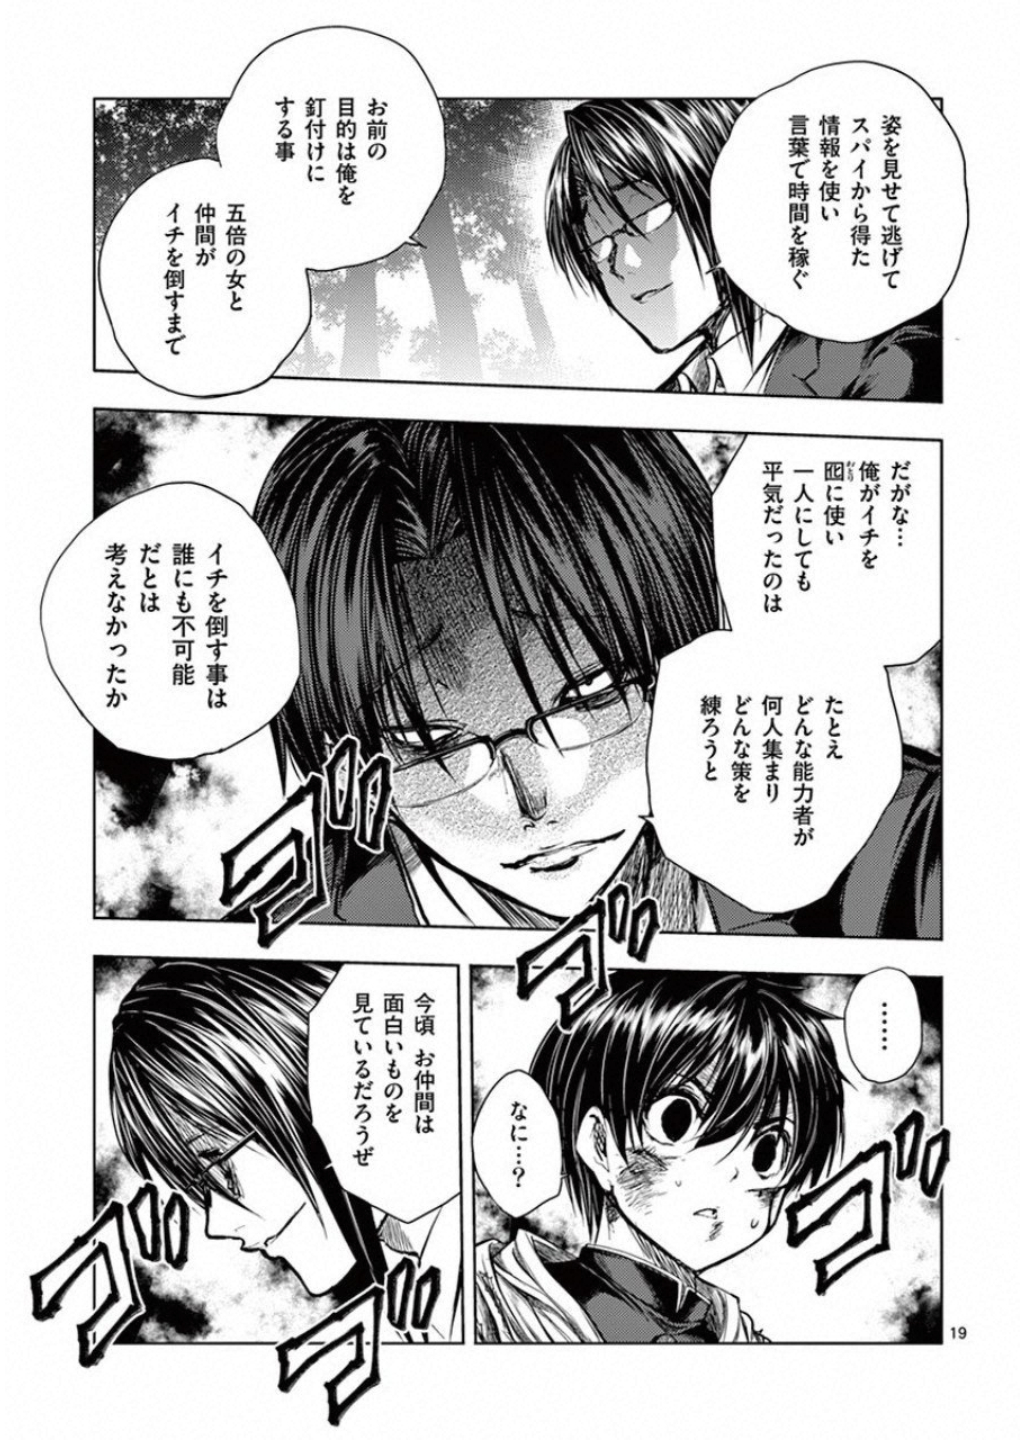 姿を見せて逃げて
スパイから得た
情報を使い
言葉で時間を稼ぐ
お前の
目的は俺を
釘付けに
する事
五倍の女と
仲間が
イチを倒すまで
だがな…
俺がイチを
囮に使い
おとり
一人にしても
平気だったのは
たとえ
どんな能力者が
何人集まり
どんな策を
練ろうと
イチを倒す事は
誰にも不可能
だとは
考えなかったか
ゴ
ゴ
……
なに…?
ゴ
今頃 お仲間は
面白いものを
見ているだろうぜ
ゴ
ゴ
19